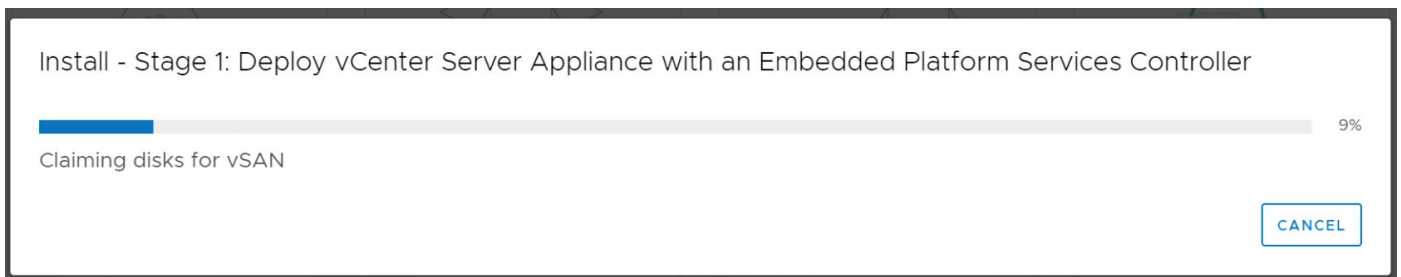 Install - Stage 1: Deploy vCenter Server Appliance with an Embedded Platform Services Controller
9%
Claiming disks for vSAN
CANCEL